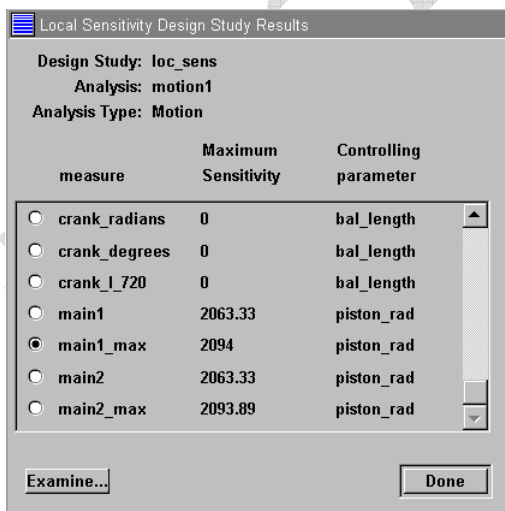 Local Sensitivity Design Study Results
Design Study: loc_sens
Analysis: motion1
Analysis Type: Motion
Maximum Controlling
measure Sensitivity parameter
crank_radians 0 bal_length
crank_degrees 0 bal_length
crank_l_720 0 bal_length
main1 2063.33 piston_rad
main1_max 2094 piston_rad
main2 2063.33 piston_rad
main2_max 2093.89 piston_rad
Examine... Done